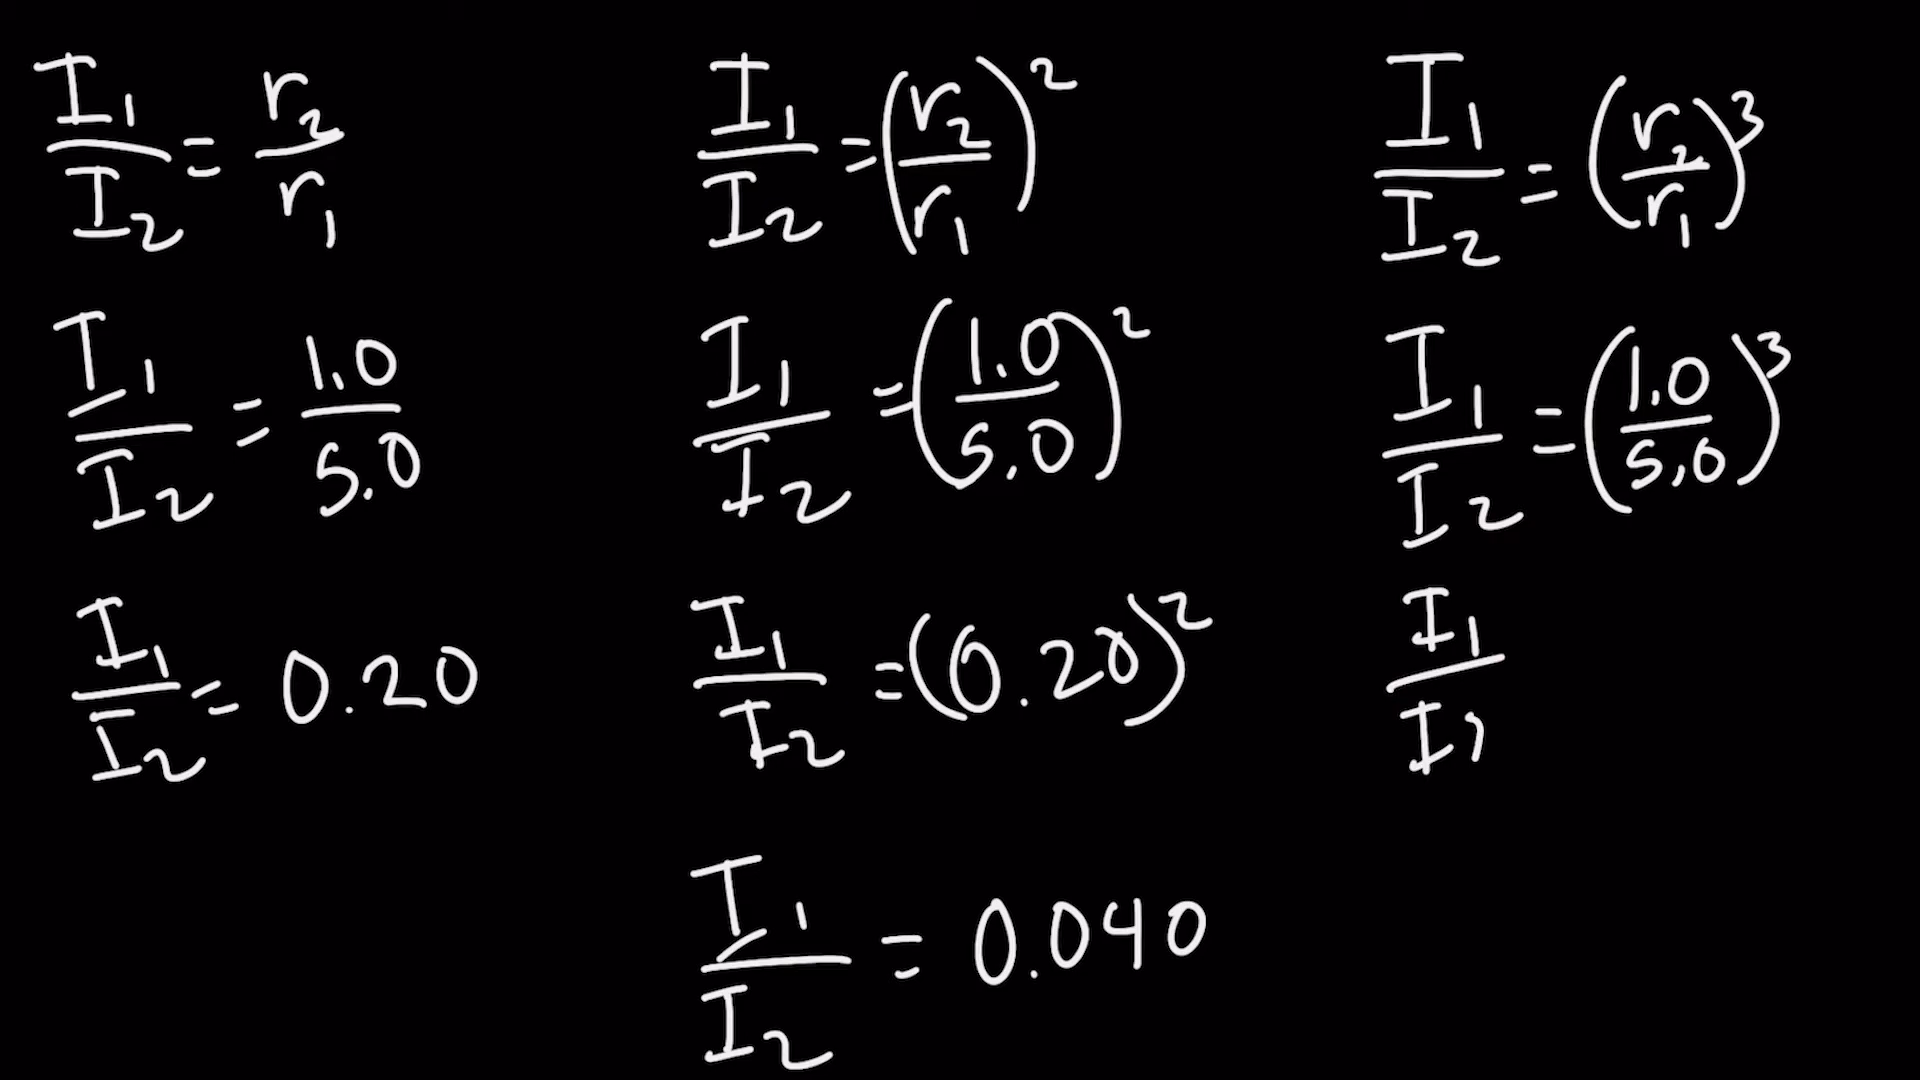 I₁/I₂ = r₂/r₁
I₁/I₂ = 1.0/5.0
I₁/I₂ = 0.20
I₁/I₂ = (r₂/r₁)²
I₁/I₂ = (1.0/5.0)²
I₁/I₂ = (0.20)²
I₁/I₂ = 0.040
I₁/I₂ = (r₂/r₁)³
I₁/I₂ = (1.0/5.0)³
I₁/I